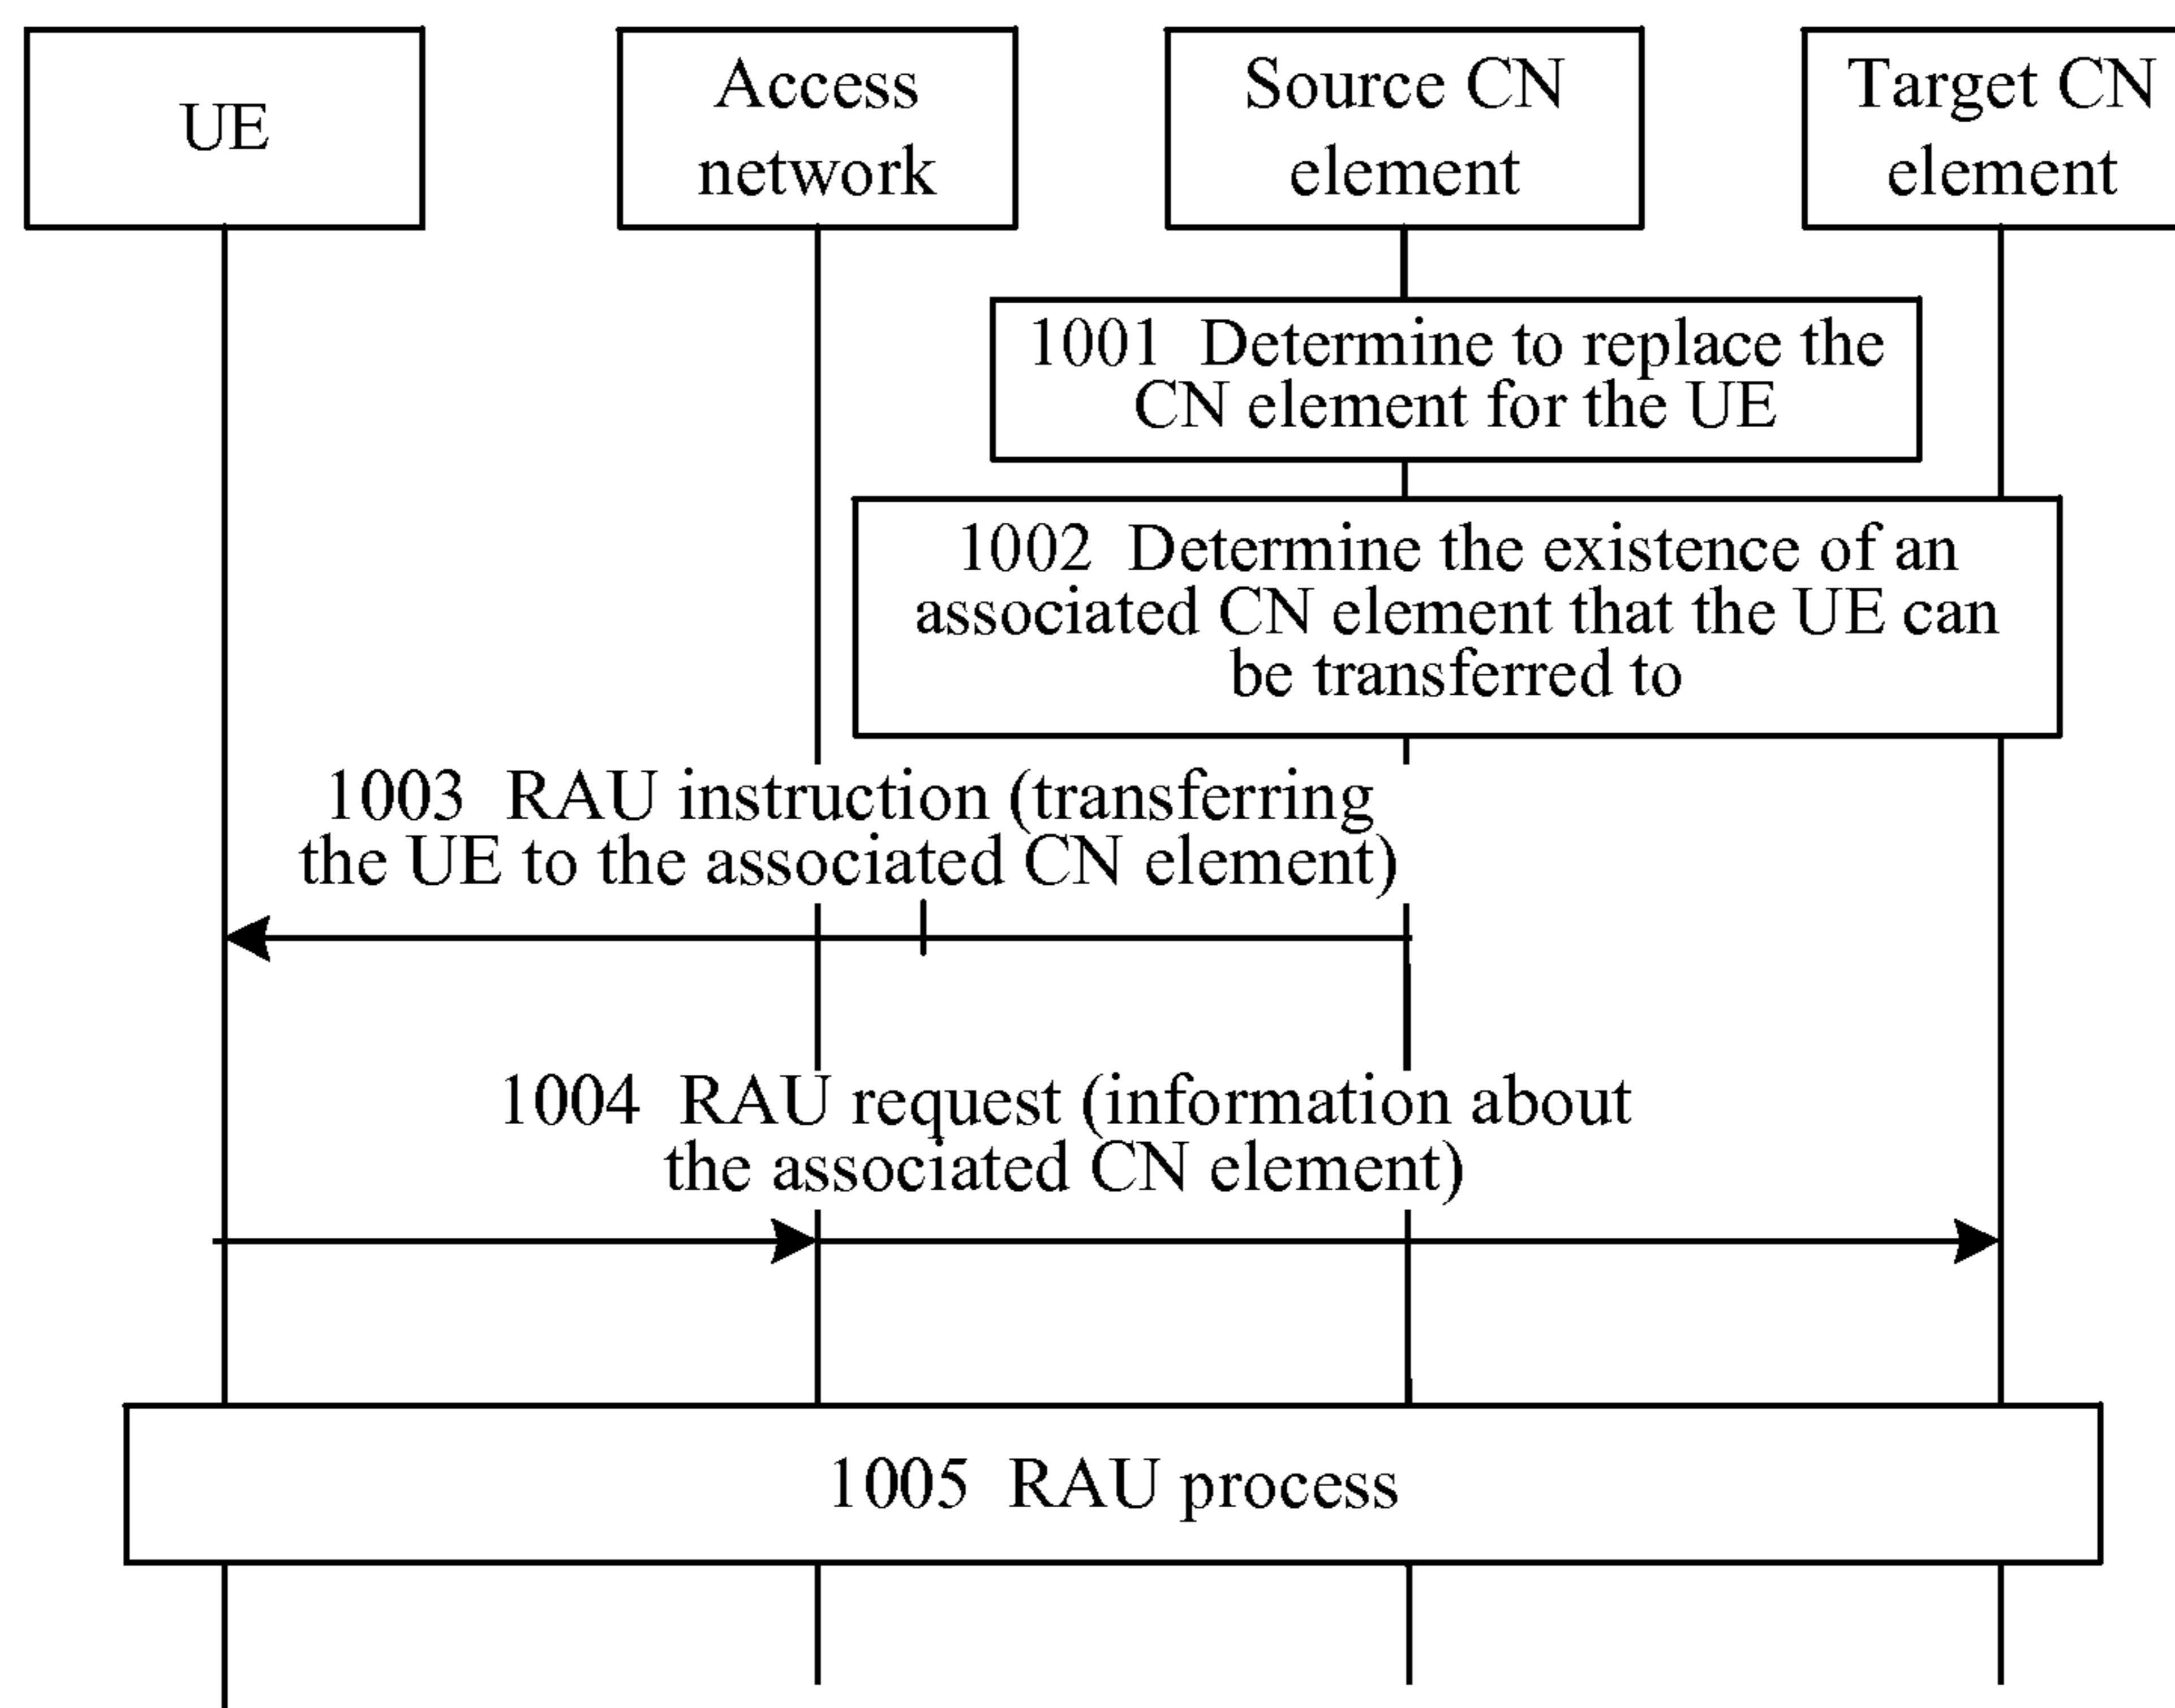 UE
Access
network
Source CN
element
Target CN
element
1001 Determine to replace the
CN element for the UE
1002 Determine the existence of an
associated CN element that the UE can
be transferred to
1003 RAU instruction (transferring
the UE to the associated CN element)
1004 RAU request (information about
the associated CN element)
1005 RAU process